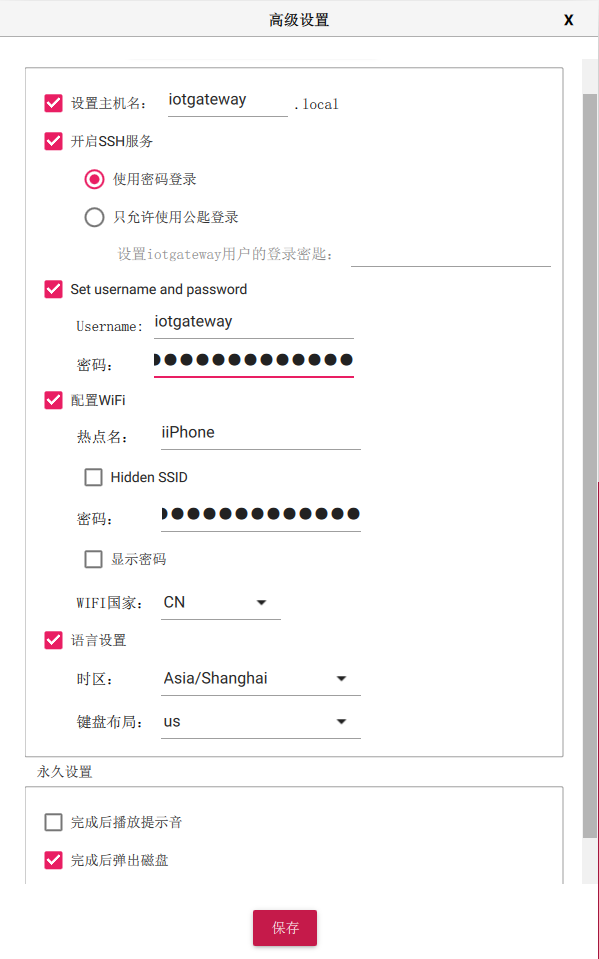 高级设置 X
设置主机名： iotgateway .local
开启SSH服务
使用密码登录
只允许使用公匙登录
设置iotgateway用户的登录密匙：
Set username and password
Username: iotgateway
密码： ●●●●●●●●●●●●●
配置WiFi
热点名： iiPhone
Hidden SSID
密码： ●●●●●●●●●●●●
显示密码
WIFI国家： CN
语言设置
时区： Asia/Shanghai
键盘布局： us
永久设置
完成后播放提示音
完成后弹出磁盘
保存